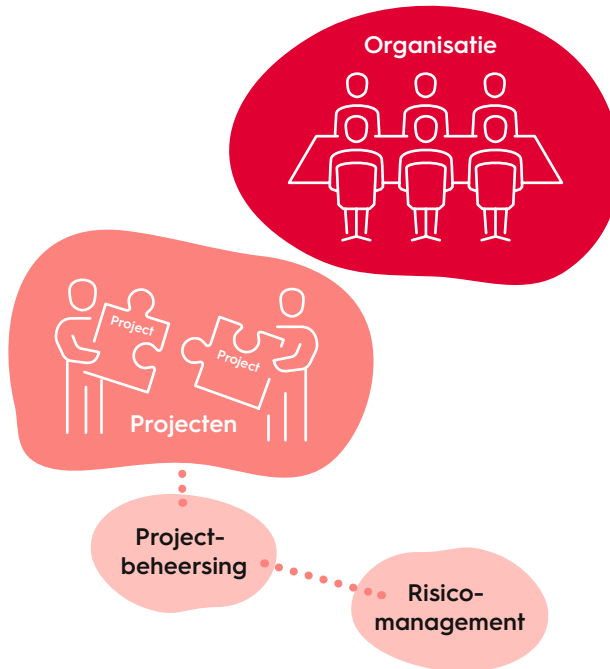 Organisatie
Project
Project
Projecten
Project-
beheersing
Risico-
management